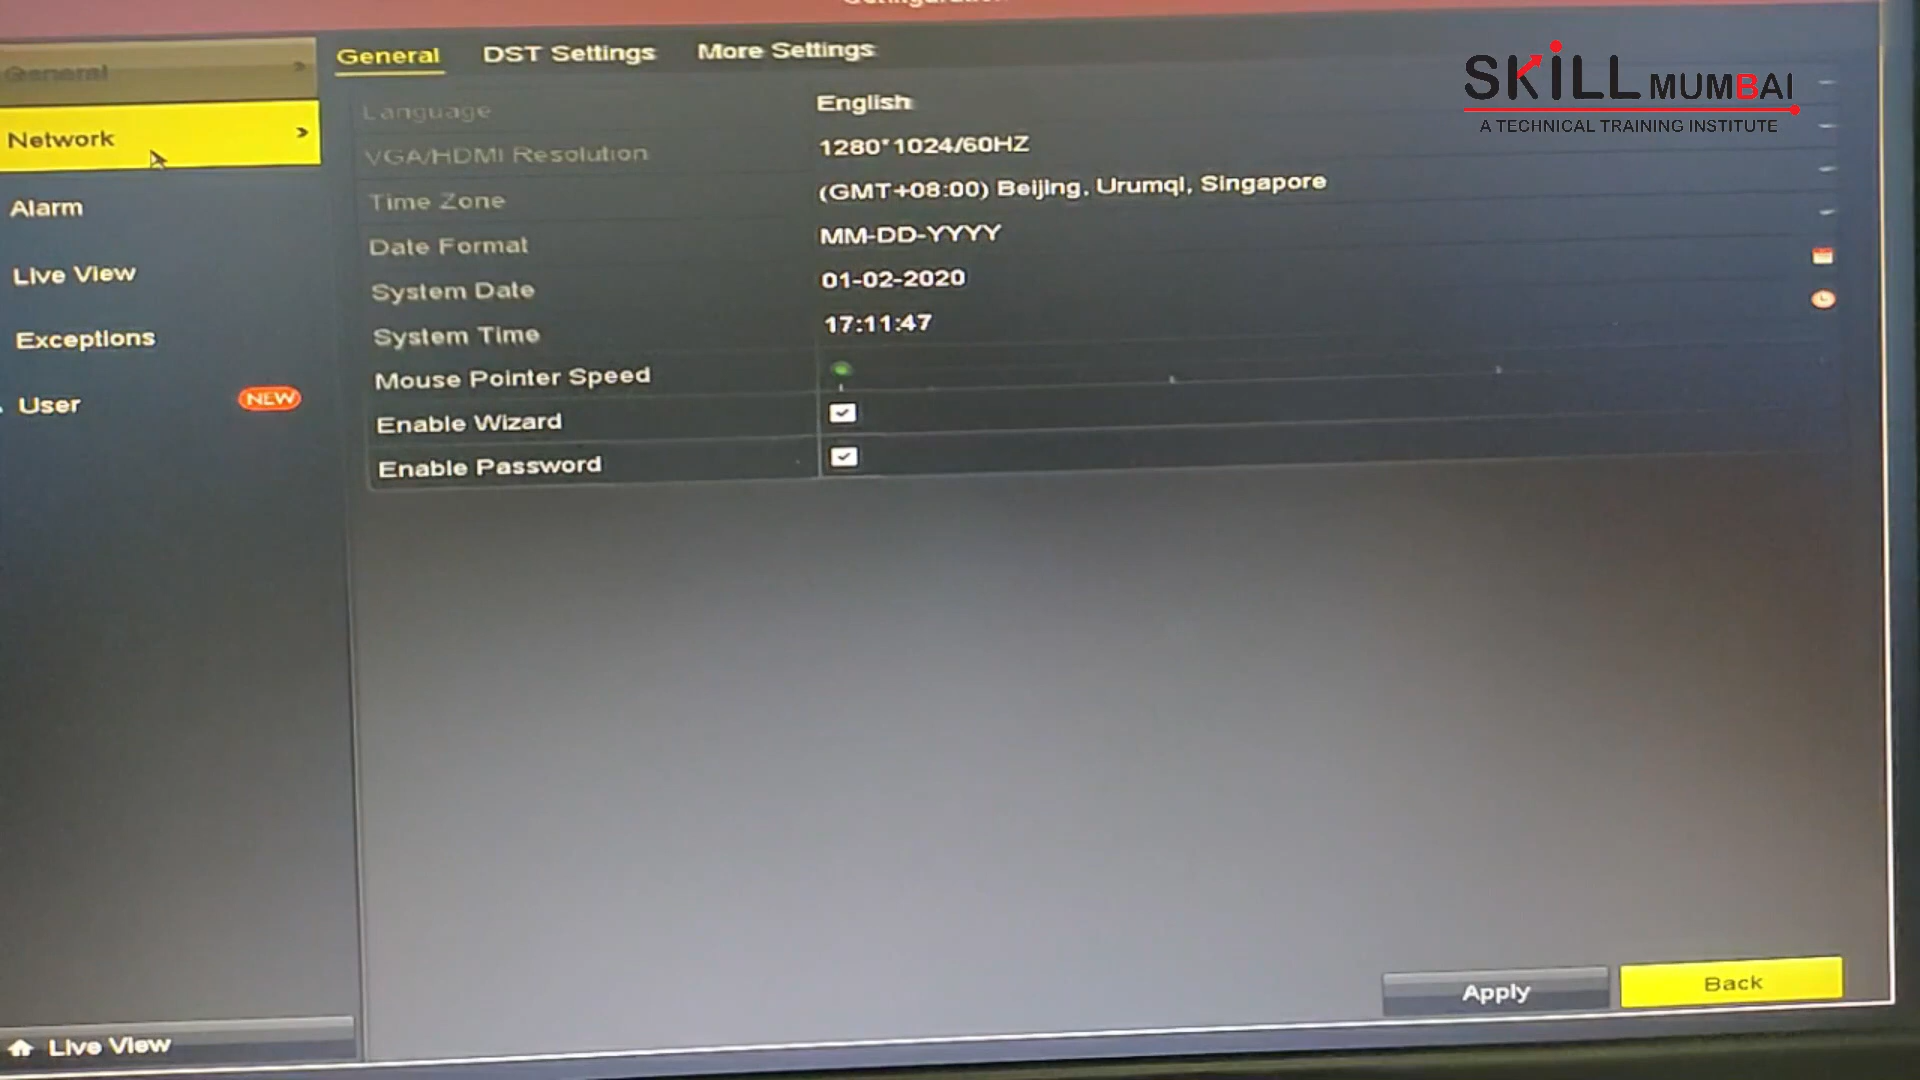 General
DST Settings
More Settings
General
Network
Alarm
Live View
Exceptions
User
NEW
Language
English
VGA/HDMI Resolution
1280*1024/60HZ
Time Zone
(GMT+08:00) Beijing, Urumqi, Singapore
Date Format
MM-DD-YYYY
System Date
01-02-2020
System Time
17:11:47
Mouse Pointer Speed
Enable Wizard
Enable Password
Apply
Back
Live View
SKILL MUMBAI
A TECHNICAL TRAINING INSTITUTE